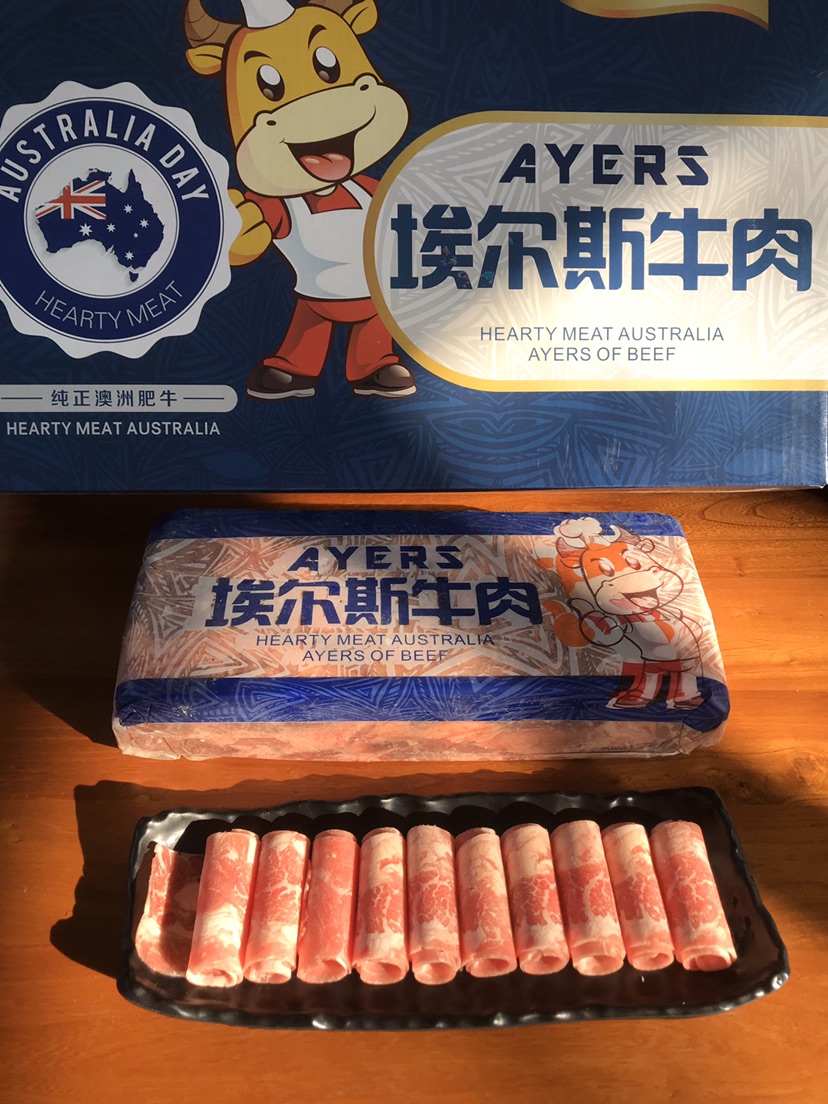 AUSTRALIA DAY
HEARTY MEAT
纯正澳洲肥牛
HEARTY MEAT AUSTRALIA
AYERS
埃尔斯牛肉
HEARTY MEAT AUSTRALIA
AYERS OF BEEF
AYERS
埃尔斯牛肉
HEARTY MEAT AUSTRALIA
AYERS OF BEEF